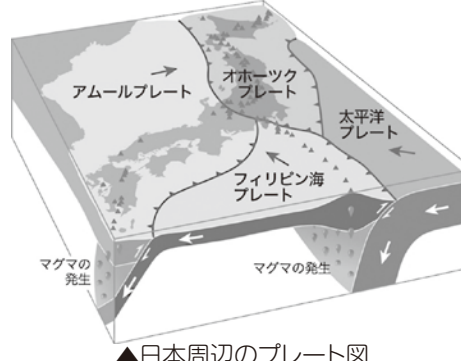 アムールプレート
オホーツク
プレート
太平洋
プレート
フィリピン海
プレート
マグマの
発生
マグマの発生
▲日本周辺のプレート図